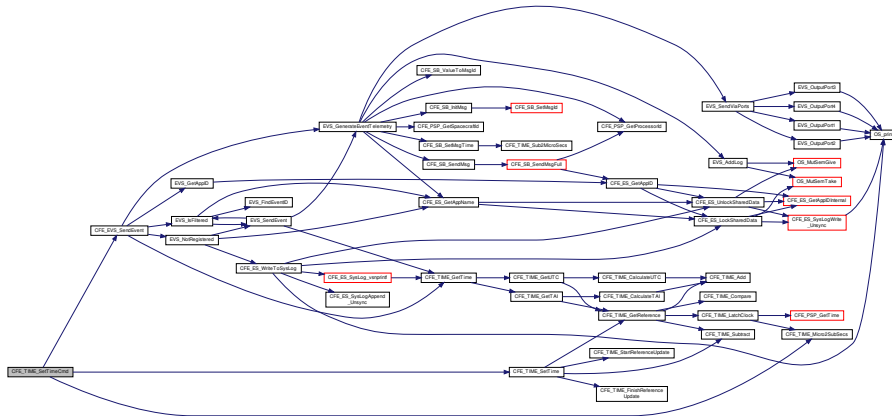 CFE_SB_ValueToMsgId
EVS_OutputPort3
EVS_SendViaPorts
EVS_OutputPort4
CFE_SB_InitMsg
CFE_SB_SetMsgId
EVS_GenerateEventTelemetry
CFE_PSP_GetSpacecraftId
CFE_PSP_GetProcessorId
EVS_OutputPort1
OS_prin
EVS_OutputPort2
CFE_SB_SetMsgTime
CFE_TIME_Sub2MicroSecs
CFE_SB_SendMsg
CFE_SB_SendMsgFull
EVS_AddLog
OS_MutSemGive
EVS_GetAppID
CFE_ES_GetAppID
OS_MutSemTake
EVS_FindEventID
CFE_ES_GetAppName
CFE_ES_UnlockSharedData
CFE_ES_GetAppIDInternal
EVS_IsFiltered
EVS_SendEvent
CFE_ES_LockSharedData
CFE_ES_SysLogWrite
_Unsync
CFE_EVS_SendEvent
EVS_NotRegistered
CFE_ES_WriteToSysLog
CFE_ES_SysLog_vsnprintf
CFE_TIME_GetTime
CFE_TIME_GetUTC
CFE_TIME_CalculateUTC
CFE_TIME_Add
CFE_ES_SysLogAppend
_Unsync
CFE_TIME_GetTAI
CFE_TIME_CalculateTAI
CFE_TIME_Compare
CFE_TIME_GetReference
CFE_TIME_LatchClock
CFE_PSP_GetTime
CFE_TIME_Subtract
CFE_TIME_Micro2SubSecs
CFE_TIME_StartReferenceUpdate
CFE_TIME_SetTimeCmd
CFE_TIME_SetTime
CFE_TIME_FinishReference
Update